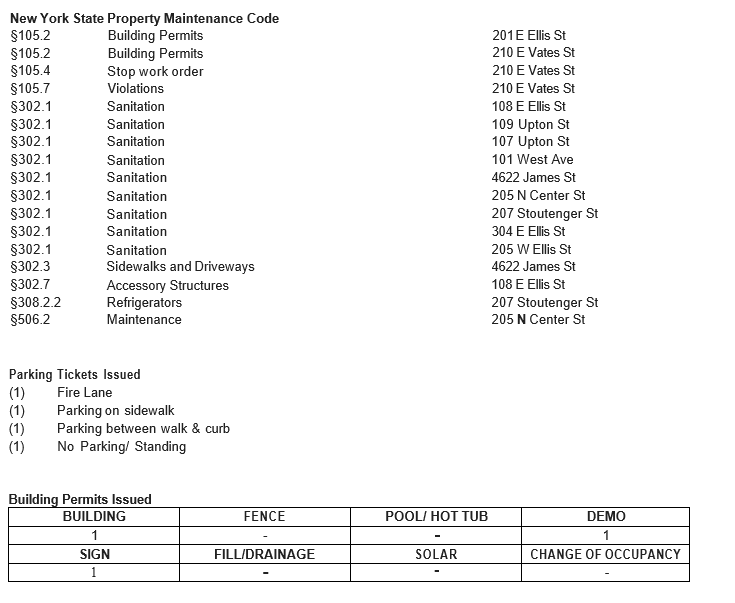 New York State Property Maintenance Code
§105.2 Building Permits 201 E Ellis St
§105.2 Building Permits 210 E Vates St
§105.4 Stop work order 210 E Vates St
§105.7 Violations 210 E Vates St
§302.1 Sanitation 108 E Ellis St
§302.1 Sanitation 109 Upton St
§302.1 Sanitation 107 Upton St
§302.1 Sanitation 101 West Ave
§302.1 Sanitation 4622 James St
§302.1 Sanitation 205 N Center St
§302.1 Sanitation 207 Stoutenger St
§302.1 Sanitation 304 E Ellis St
§302.1 Sanitation 205 W Ellis St
§302.3 Sidewalks and Driveways 4622 James St
§302.7 Accessory Structures 108 E Ellis St
§308.2.2 Refrigerators 207 Stoutenger St
§506.2 Maintenance 205 N Center St
Parking Tickets Issued
(1) Fire Lane
(1) Parking on sidewalk
(1) Parking between walk & curb
(1) No Parking/ Standing
Building Permits Issued
BUILDING FENCE POOL/ HOT TUB DEMO
1 - - 1
SIGN FILL/DRAINAGE SOLAR CHANGE OF OCCUPANCY
1 - - -